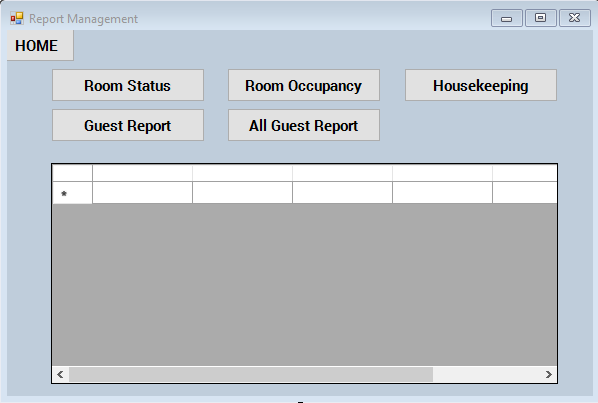 Report Management
HOME
Room Status
Room Occupancy
Housekeeping
Guest Report
All Guest Report